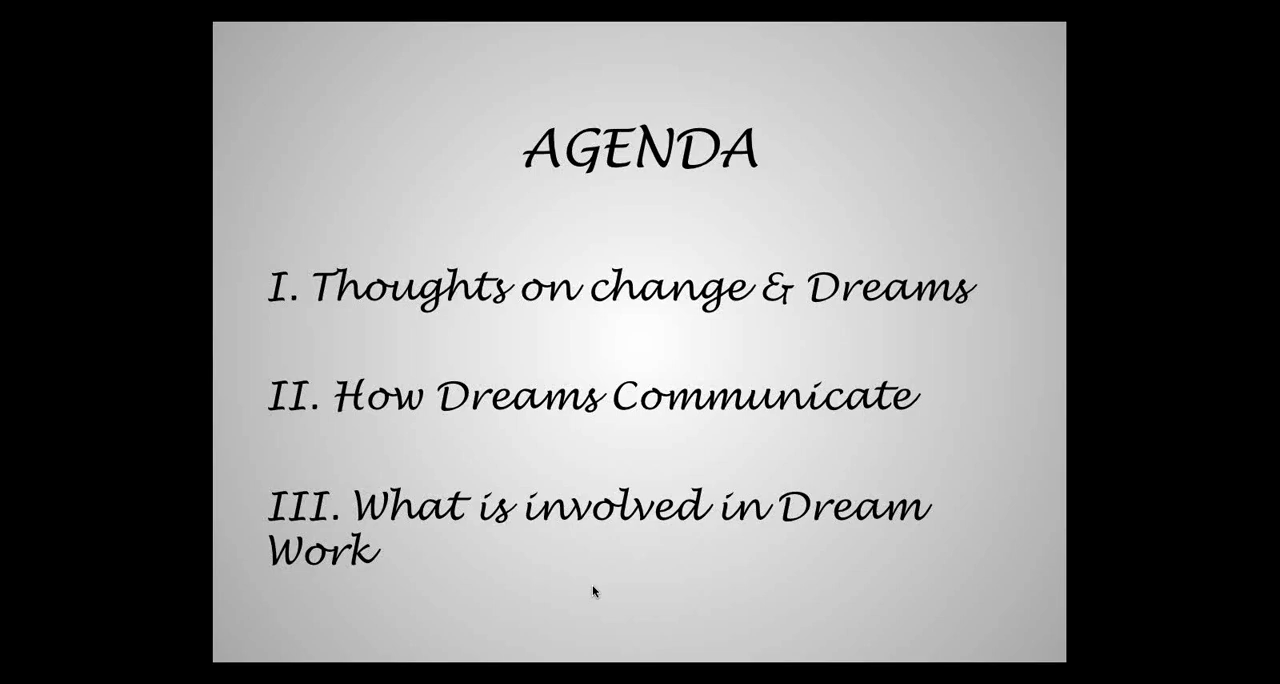 AGENDA
I. Thoughts on change & Dreams
II. How Dreams Communicate
III. What is involved in Dream
Work